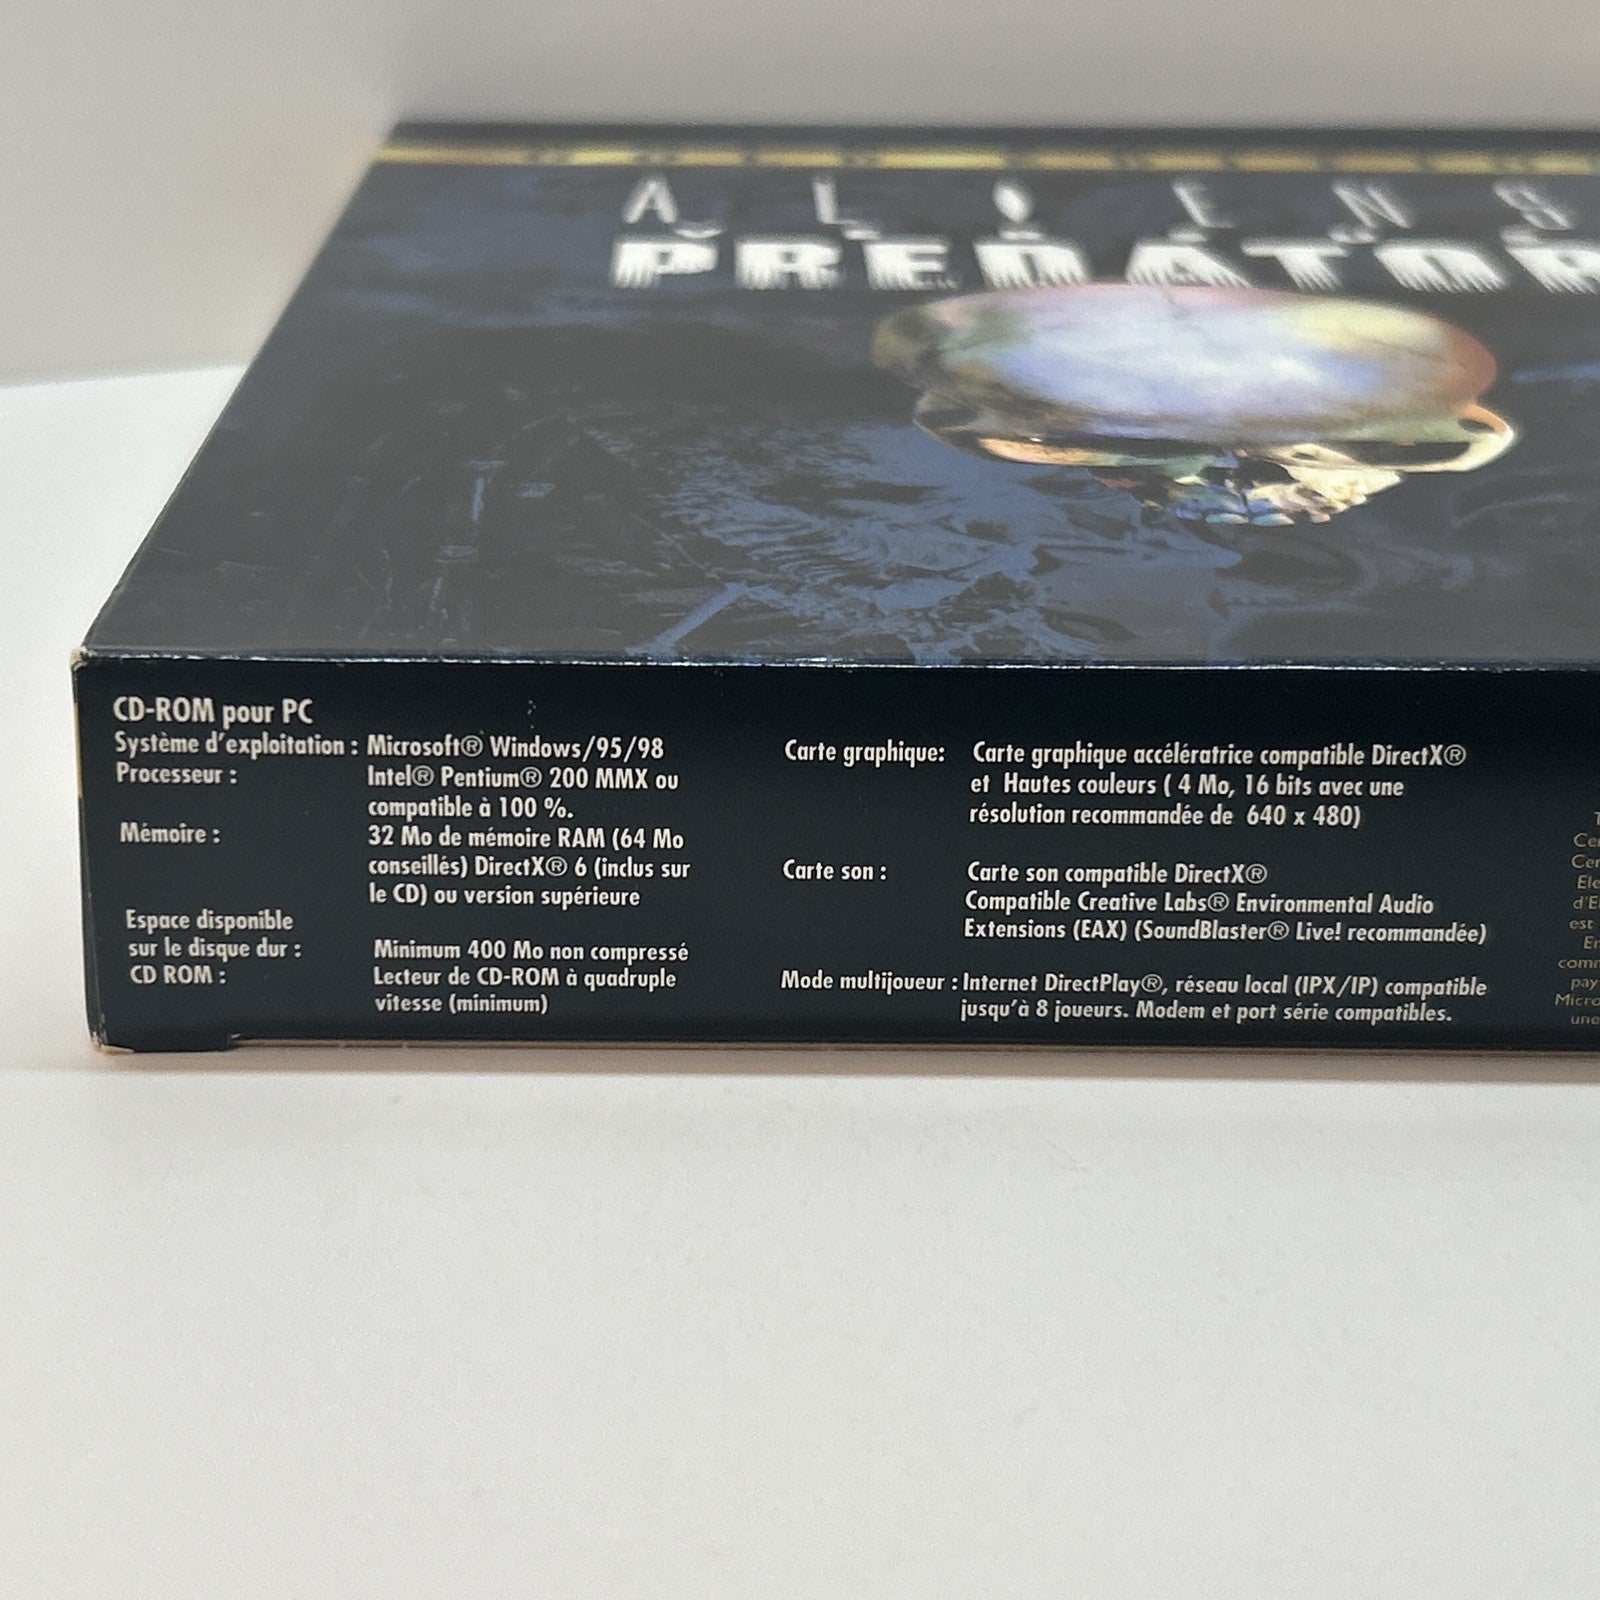 ALIENS
PREDATOR
CD-ROM pour PC
Système d'exploitation : Microsoft® Windows/95/98
Processeur : Intel® Pentium® 200 MMX ou
compatible à 100 %.
Mémoire : 32 Mo de mémoire RAM (64 Mo
conseillés) DirectX® 6 (inclus sur
le CD) ou version supérieure
Espace disponible
sur le disque dur : Minimum 400 Mo non compressé
CD ROM : Lecteur de CD-ROM à quadruple
vitesse (minimum)
Carte graphique: Carte graphique accélératrice compatible DirectX®
et Hautes couleurs ( 4 Mo, 16 bits avec une
résolution recommandée de 640 x 480)
Carte son : Carte son compatible DirectX®
Compatible Creative Labs® Environmental Audio
Extensions (EAX) (SoundBlaster® Live! recommandée)
Mode multijoueur : Internet DirectPlay®, réseau local (IPX/IP) compatible
jusqu'à 8 joueurs. Modem et port série compatibles.
est
pay
une